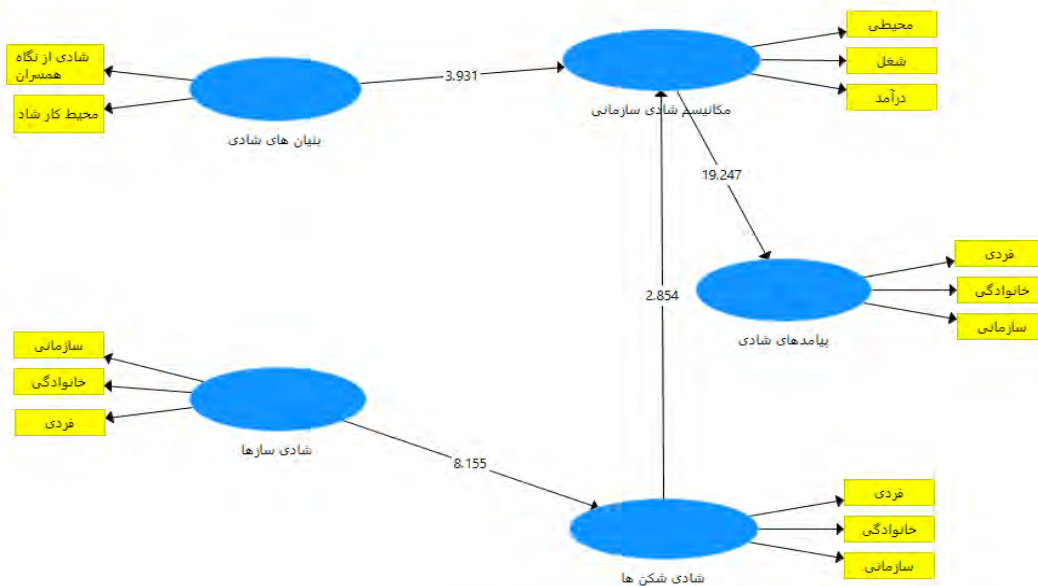 محیطی
شغل
درآمد
شادی از نگاه
همسران
محیط کار شاد
3.931
مکانیسم شادی سازمانی
بنیان های شادی
19.247
فردی
خانوادگی
سازمانی
2.854
پیامدهای شادی
سازمانی
خانوادگی
فردی
شادی سازها
8.155
فردی
خانوادگی
سازمانی
شادی شکن ها